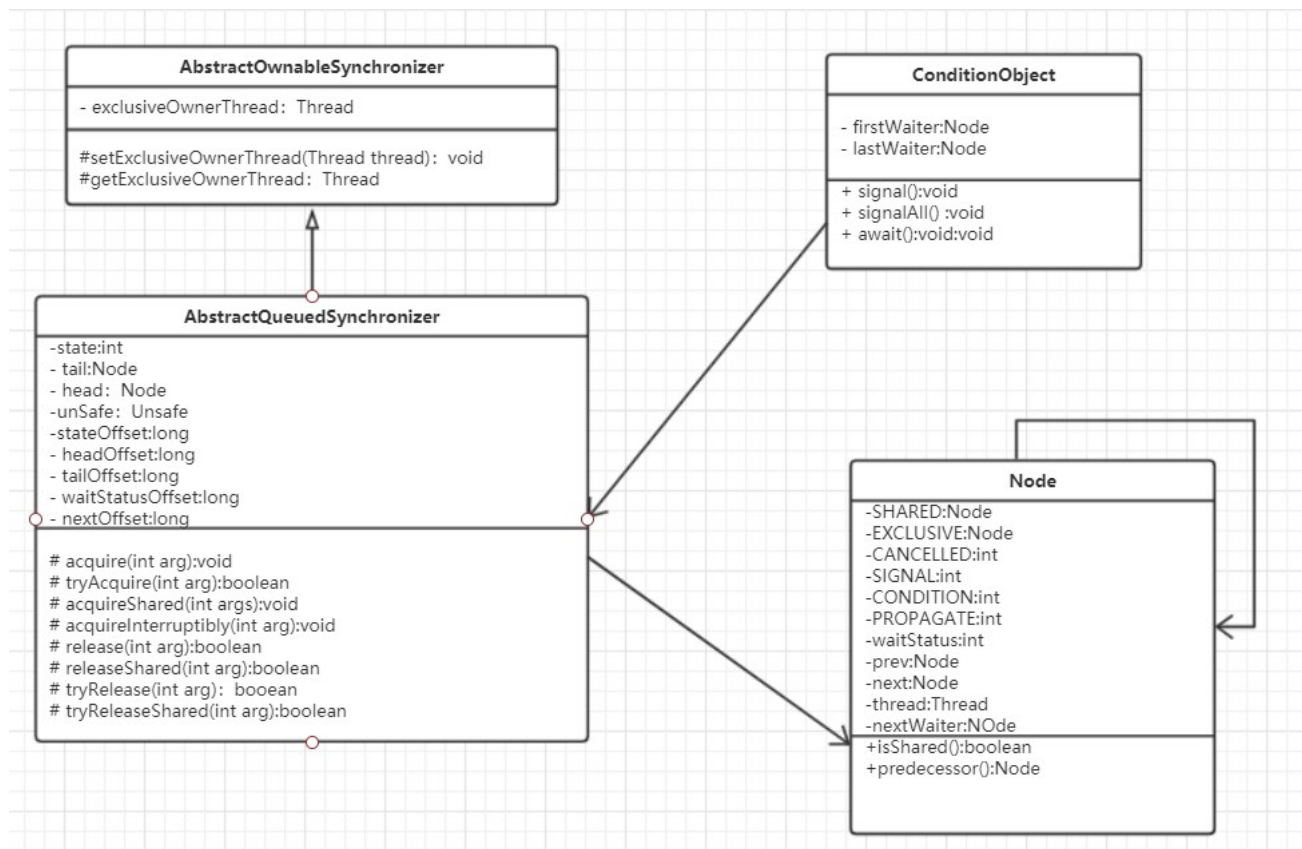 AbstractOwnableSynchronizer
- exclusiveOwnerThread：Thread
#setExclusiveOwnerThread(Thread thread)：void
#getExclusiveOwnerThread：Thread
ConditionObject
- firstWaiter:Node
- lastWaiter:Node
+ signal():void
+ signalAll() :void
+ await():void:void
AbstractQueuedSynchronizer
-state:int
- tail:Node
- head：Node
-unSafe：Unsafe
-stateOffset:long
- headOffset:long
- tailOffset:long
- waitStatusOffset:long
- nextOffset:long
# acquire(int arg):void
# tryAcquire(int arg):boolean
# acquireShared(int args):void
# acquireInterruptibly(int arg):void
# release(int arg):boolean
# releaseShared(int arg):boolean
# tryRelease(int arg)：booean
# tryReleaseShared(int arg):boolean
Node
-SHARED:Node
-EXCLUSIVE:Node
-CANCELLED:int
-SIGNAL:int
-CONDITION:int
-PROPAGATE:int
-waitStatus:int
-prev:Node
-next:Node
-thread:Thread
-nextWaiter:NOde
+isShared():boolean
+predecessor():Node